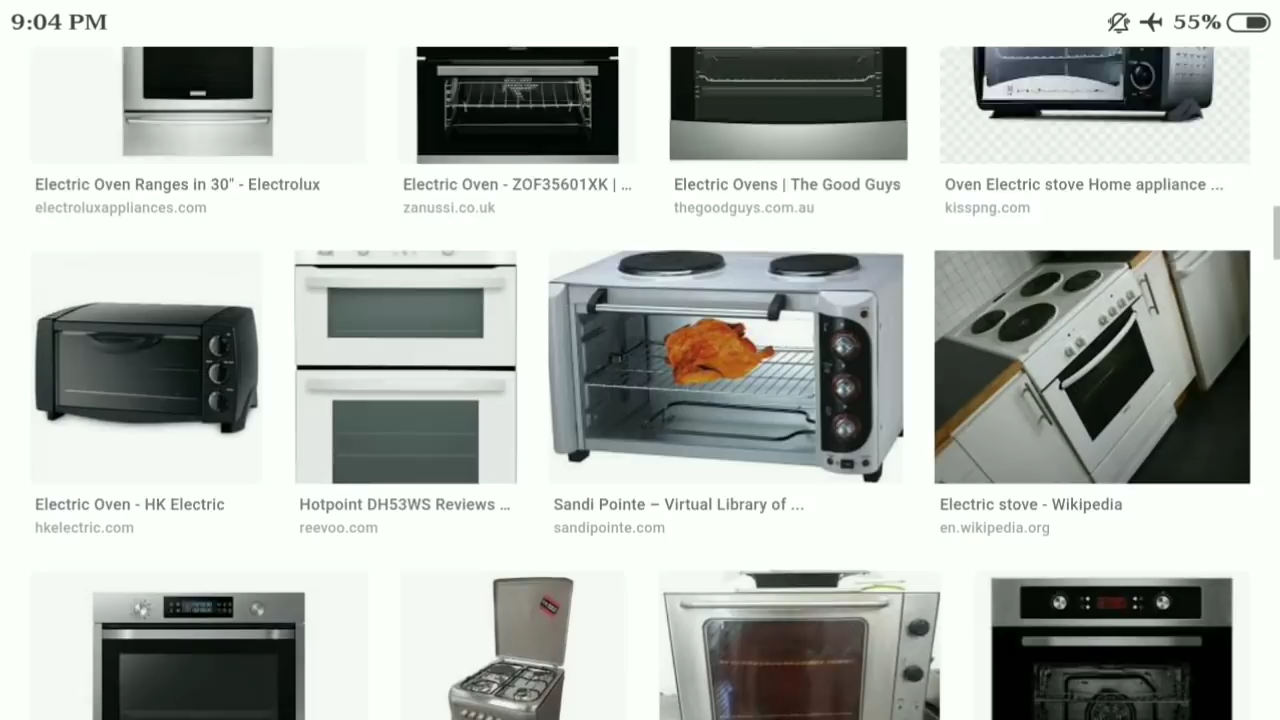 9:04 PM
55%
Electric Oven Ranges in 30" - Electrolux
electroluxappliances.com
Electric Oven - ZOF35601XK | ...
zanussi.co.uk
Electric Ovens | The Good Guys
thegoodguys.com.au
Oven Electric stove Home appliance ...
kisspng.com
Electric Oven - HK Electric
hkelectric.com
Hotpoint DH53WS Reviews ...
reevoo.com
Sandi Pointe – Virtual Library of ...
sandipointe.com
Electric stove - Wikipedia
en.wikipedia.org